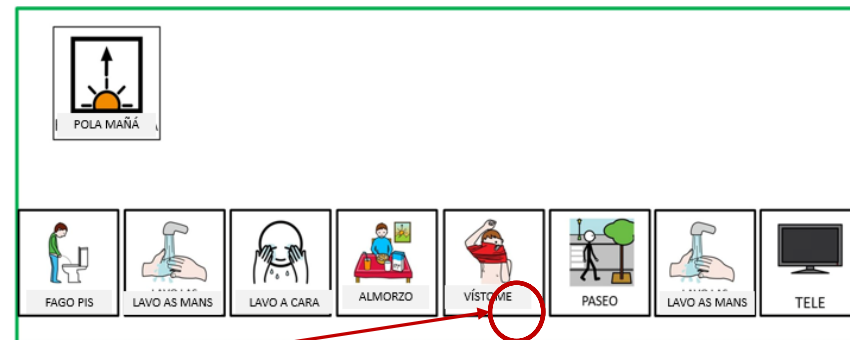 POLA MAÑÁ
FAGO PIS
LAVO AS MANS
LAVO A CARA
ALMORZO
VÍSTOME
PASEO
LAVO AS MANS
TELE